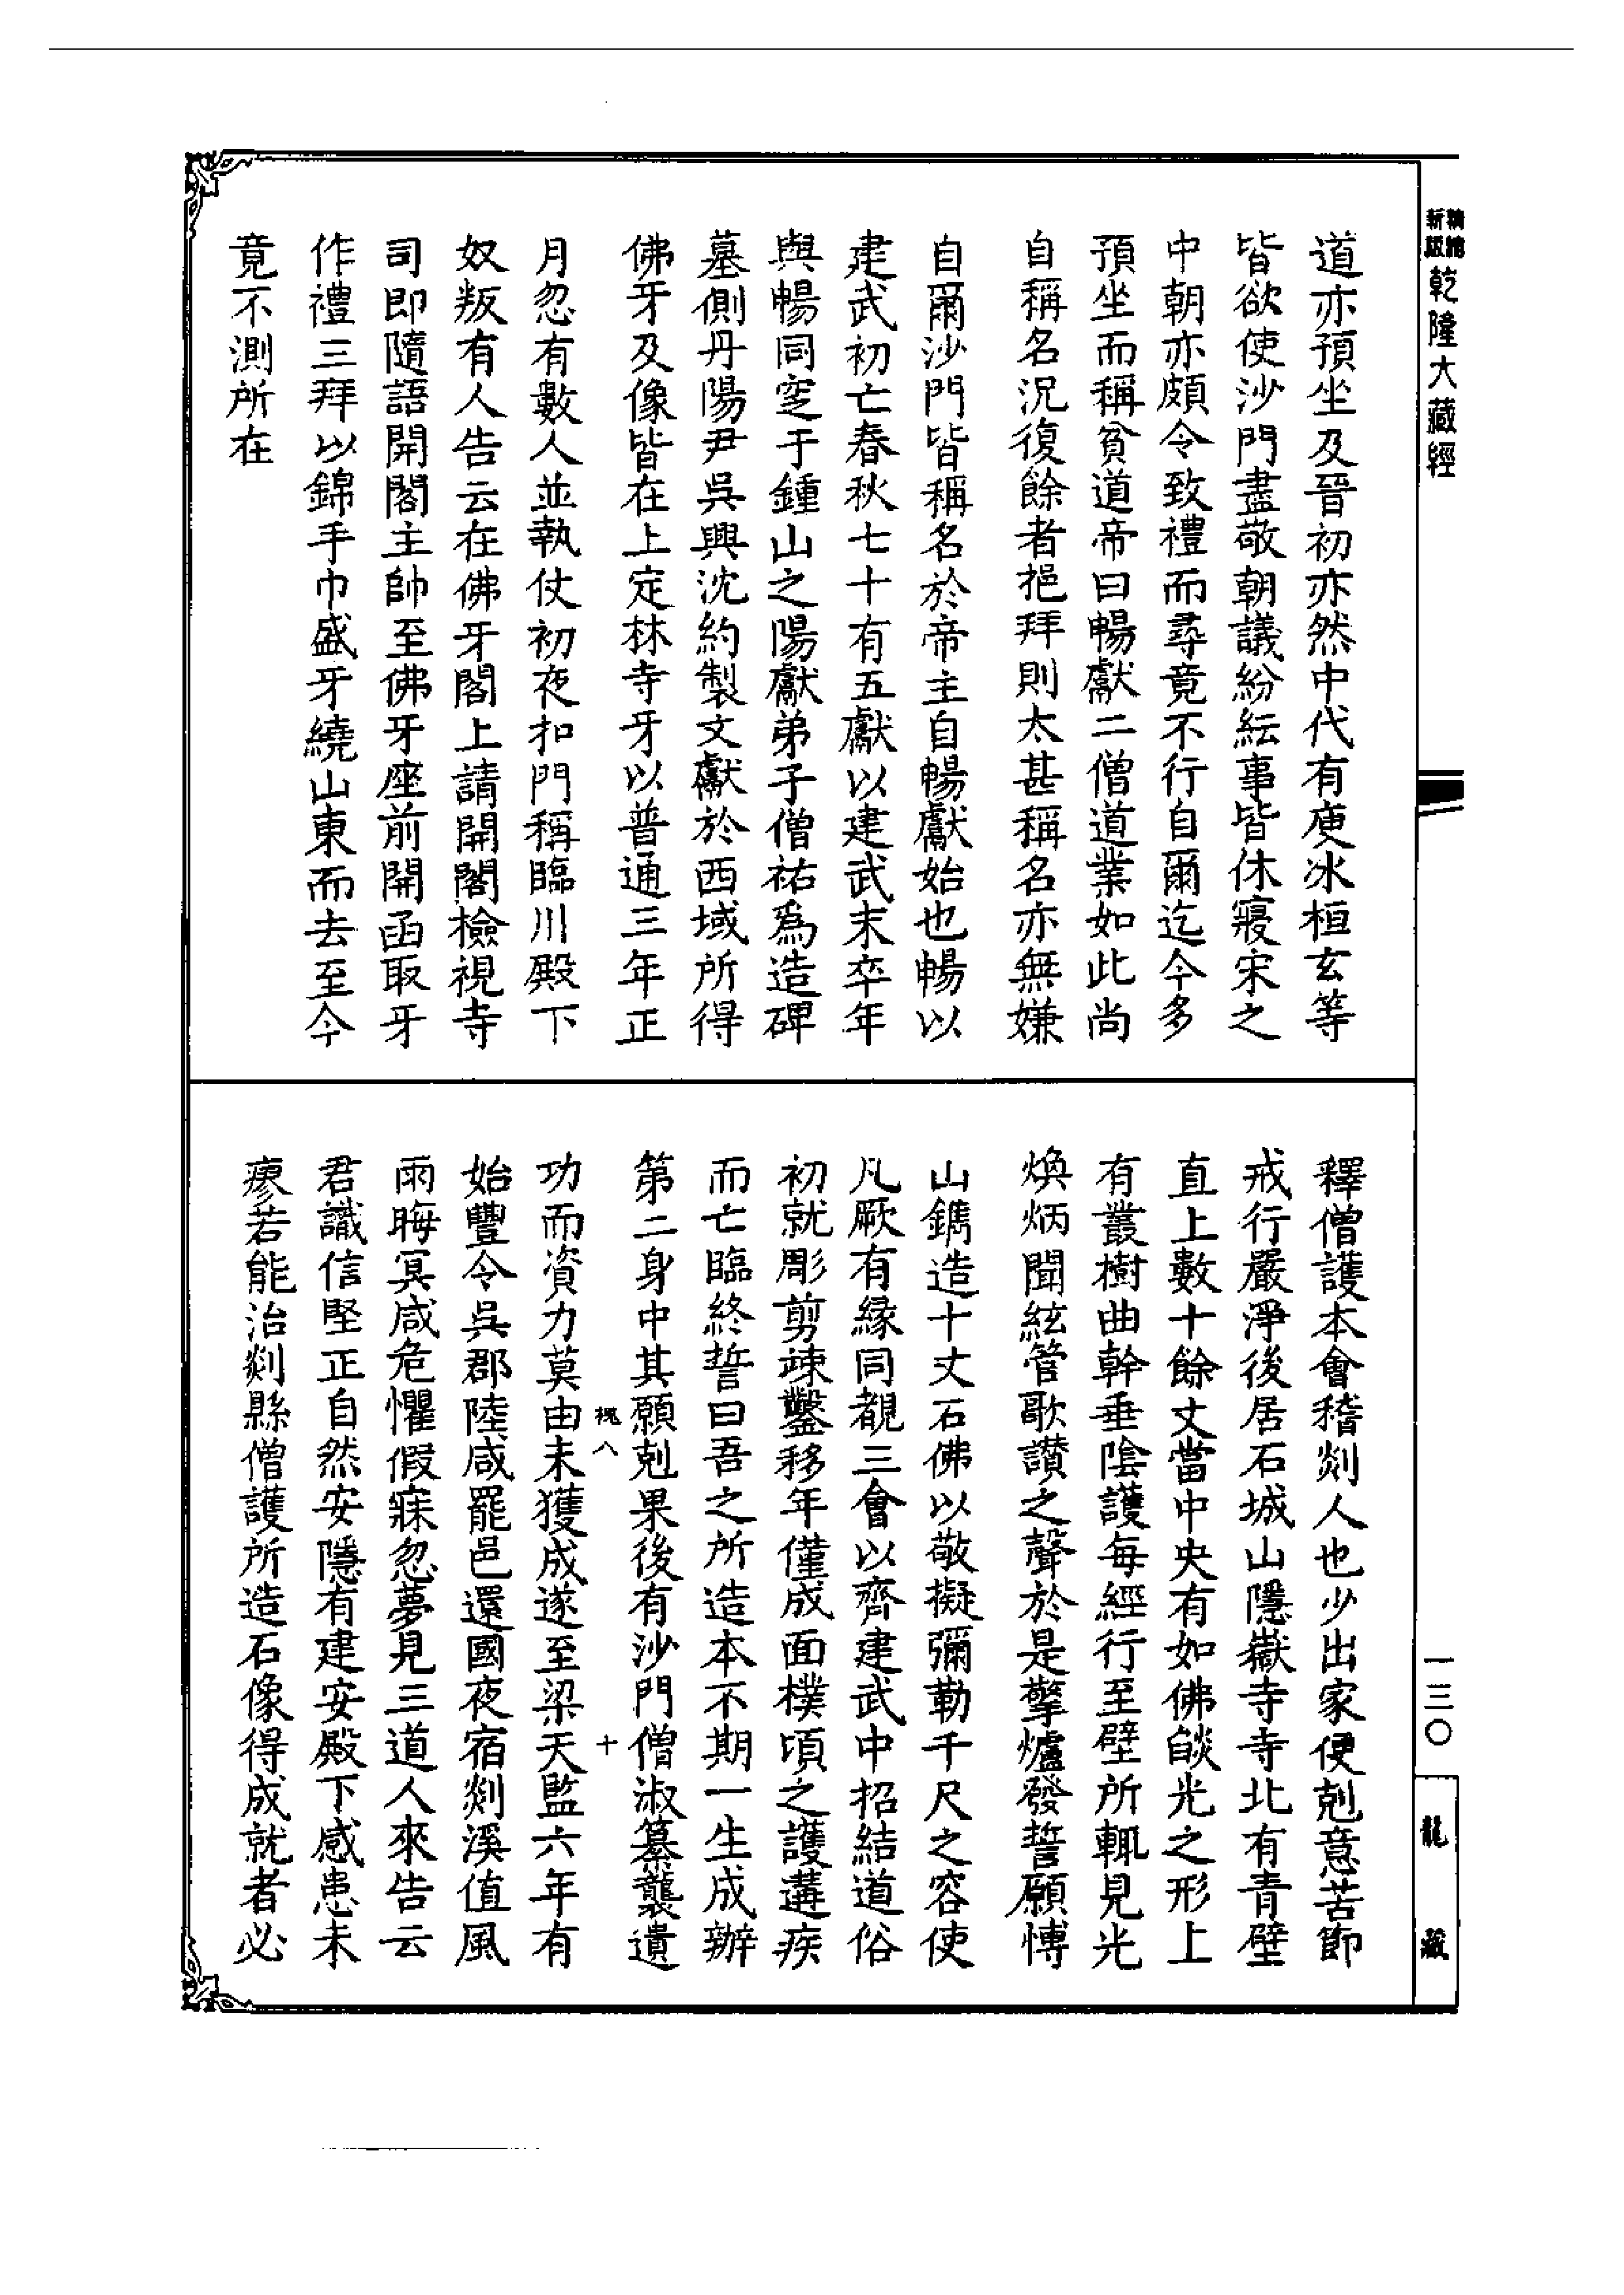 新版
精縮
乾隆大藏經
道亦預坐及晉初亦然中代有庾冰桓玄等
皆欲使沙門盡敬朝議紛紜事皆休寢宋之
中朝亦頗令致禮而尋竟不行自爾迄今多
預坐而稱貧道帝曰暢獻二僧道業如此尚
自稱名況復餘者挹拜則太甚稱名亦無嫌
自爾沙門皆稱名於帝主自暢獻始也暢以
建武初亡春秋七十有五獻以建武末卒年
與暢同窆于鍾山之陽獻弟子僧祐爲造碑
墓側丹陽尹吳興沈約製文獻於西域所得
佛牙及像皆在上定林寺牙以普通三年正
月忽有數人並執仗初夜扣門稱臨川殿下
奴叛有人告云在佛牙閣上請開閣檢視寺
司即隨語開閣主帥至佛牙座前開函取牙
作禮三拜以錦手巾盛牙繞山東而去至今
竟不測所在
釋僧護本會稽剡人也少出家便剋意苦節
戒行嚴淨後居石城山隱嶽寺寺北有青壁
直上數十餘丈當中央有如佛燄光之形上
有叢樹曲幹垂陰護每經行至壁所輒見光
煥炳聞絃管歌讚之聲於是擎爐發誓願愽
山鐫造十丈石佛以敬擬彌勒千尺之容使
凡厥有緣同覩三會以齊建武中招結道俗
初就彫剪疎鑿移年僅成面樸頃之護遘疾
而亡臨終誓曰吾之所造本不期一生成辦
第二身中其願剋果後有沙門僧淑纂襲遺
槐八 十
功而資力莫由未獲成遂至梁天監六年有
始豐令吳郡陸咸罷邑還國夜宿剡溪值風
雨晦冥咸危懼假寐忽夢見三道人來告云
君識信堅正自然安隱有建安殿下感患未
瘳若能治剡縣僧護所造石像得成就者必
一三〇
龍藏